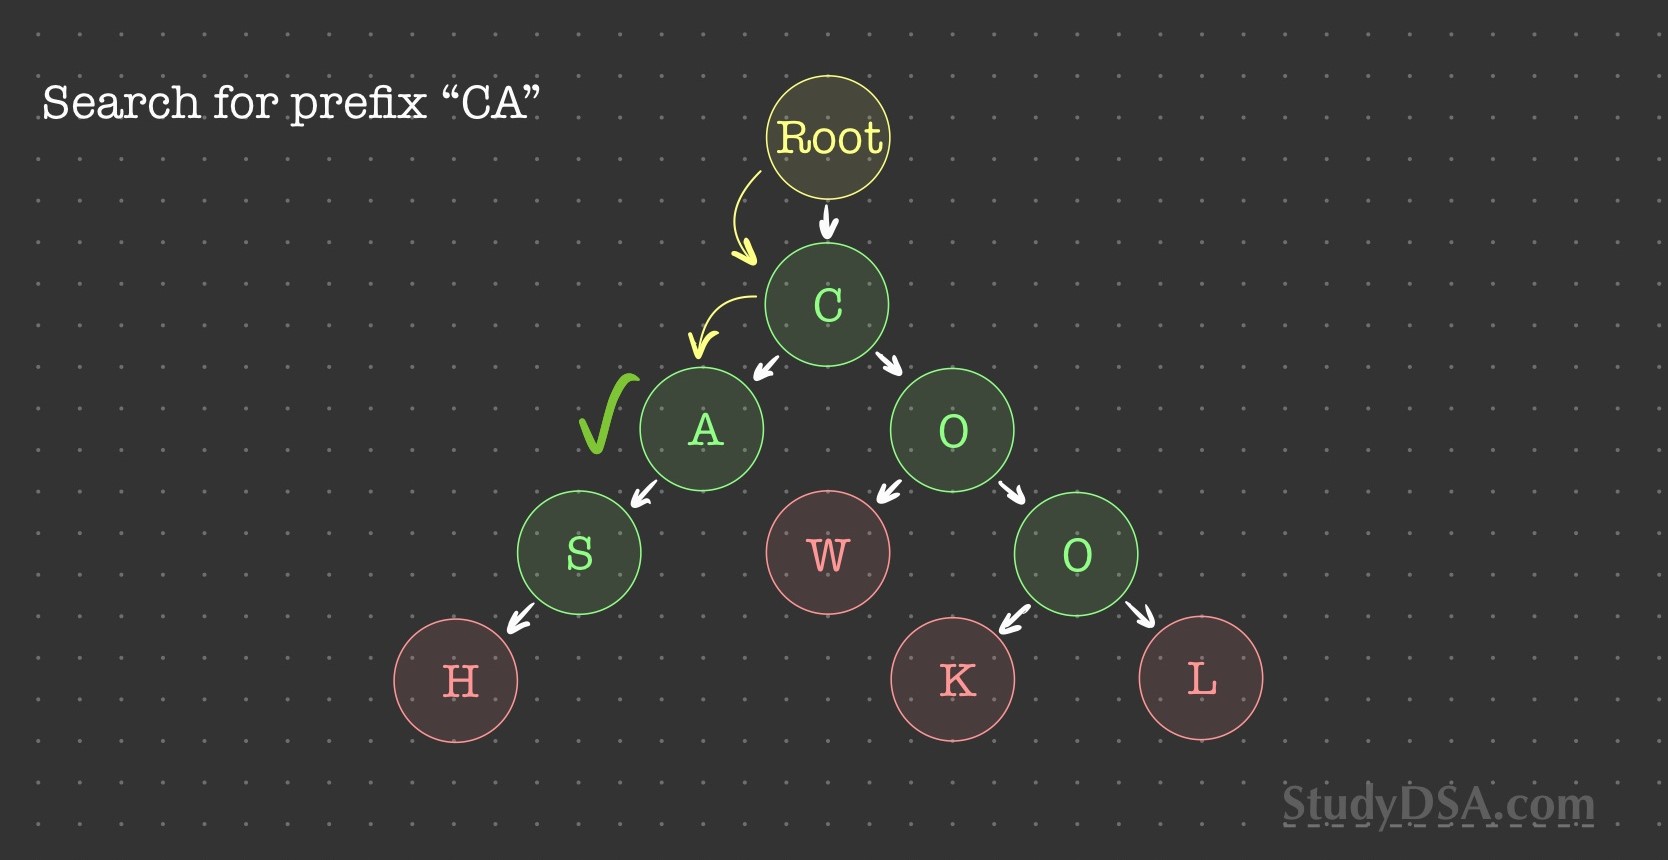 Search for prefix “CA”
Root
C
A
O
S
W
O
H
K
L
StudyDSA.com